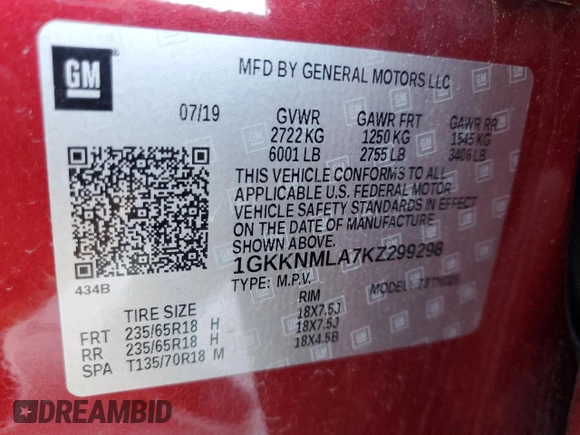 GM
MFD BY GENERAL MOTORS LLC
07/19 GVWR GAWR FRT GAWR RR
2722 KG 1250 KG 1545 KG
6001 LB 2755 LB 3406 LB
THIS VEHICLE CONFORMS TO ALL
APPLICABLE U.S. FEDERAL MOTOR
VEHICLE SAFETY STANDARDS IN EFFECT
ON THE DATE OF MANUFACTURE
SHOWN ABOVE.
1GKKNMLA7KZ299298
434B TYPE: M.P.V. MODEL:
TIRE SIZE RIM
FRT 235/65R18 H 18X7.5J
RR 235/65R18 H 18X7.5J
SPA T135/70R18 M 18X4.5B
DREAMBID